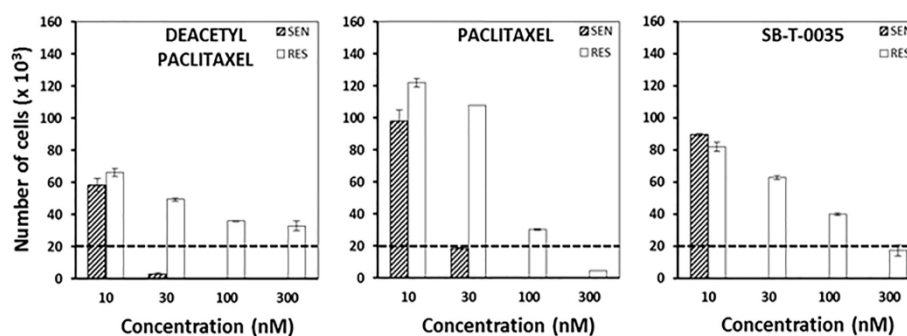 Number of cells (x 10³)
160
140
120
100
80
60
40
20
0
DEACETYL
PACLITAXEL
SEN
RES
10 30 100 300
Concentration (nM)
160
140
120
100
80
60
40
20
0
PACLITAXEL
SEN
RES
10 30 100 300
Concentration (nM)
160
140
120
100
80
60
40
20
0
SB-T-0035
SEN
RES
10 30 100 300
Concentration (nM)